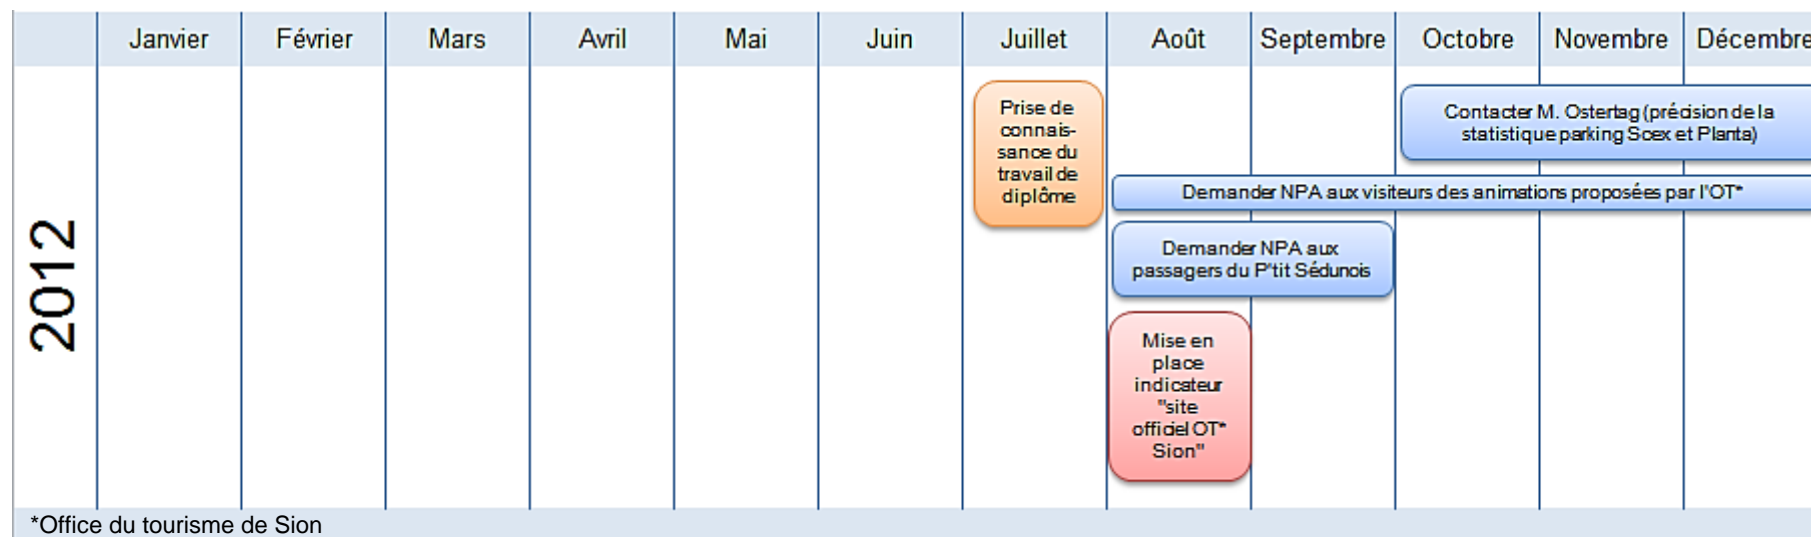 Janvier Février Mars Avril Mai Juin Juillet Août Septembre Octobre Novembre Décembre
2012
Prise de
connais-
sance du
travail de
diplôme
Contacter M. Ostertag (précision de la
statistique parking Scex et Planta)
Demander NPA aux visiteurs des animations proposées par l'OT*
Demander NPA aux
passagers du P'tit Sédunois
Mise en
place
indicateur
"site
officiel OT*
Sion"
*Office du tourisme de Sion